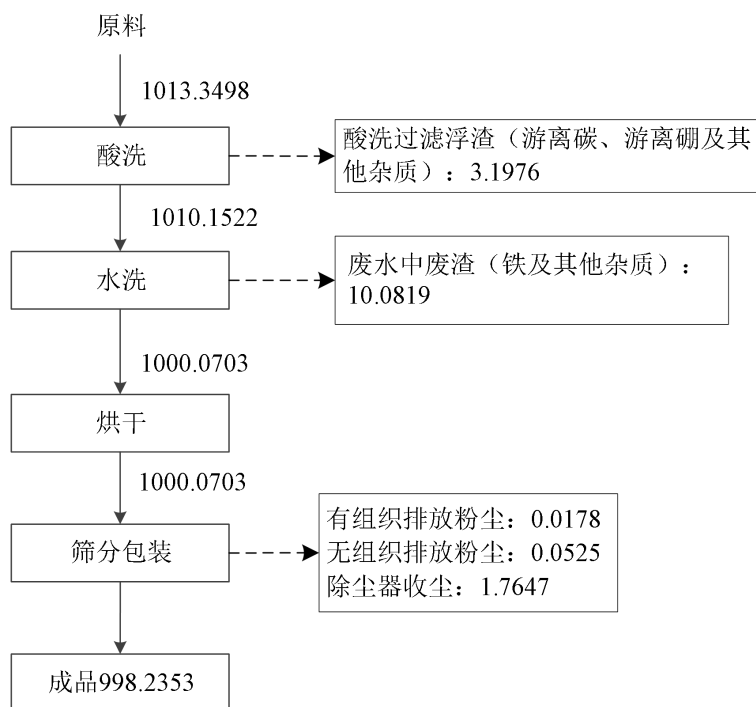 原料
1013.3498
酸洗
酸洗过滤浮渣（游离碳、游离硼及其
他杂质）：3.1976
1010.1522
水洗
废水中废渣（铁及其他杂质）：
10.0819
1000.0703
烘干
1000.0703
筛分包装
有组织排放粉尘：0.0178
无组织排放粉尘：0.0525
除尘器收尘：1.7647
成品998.2353